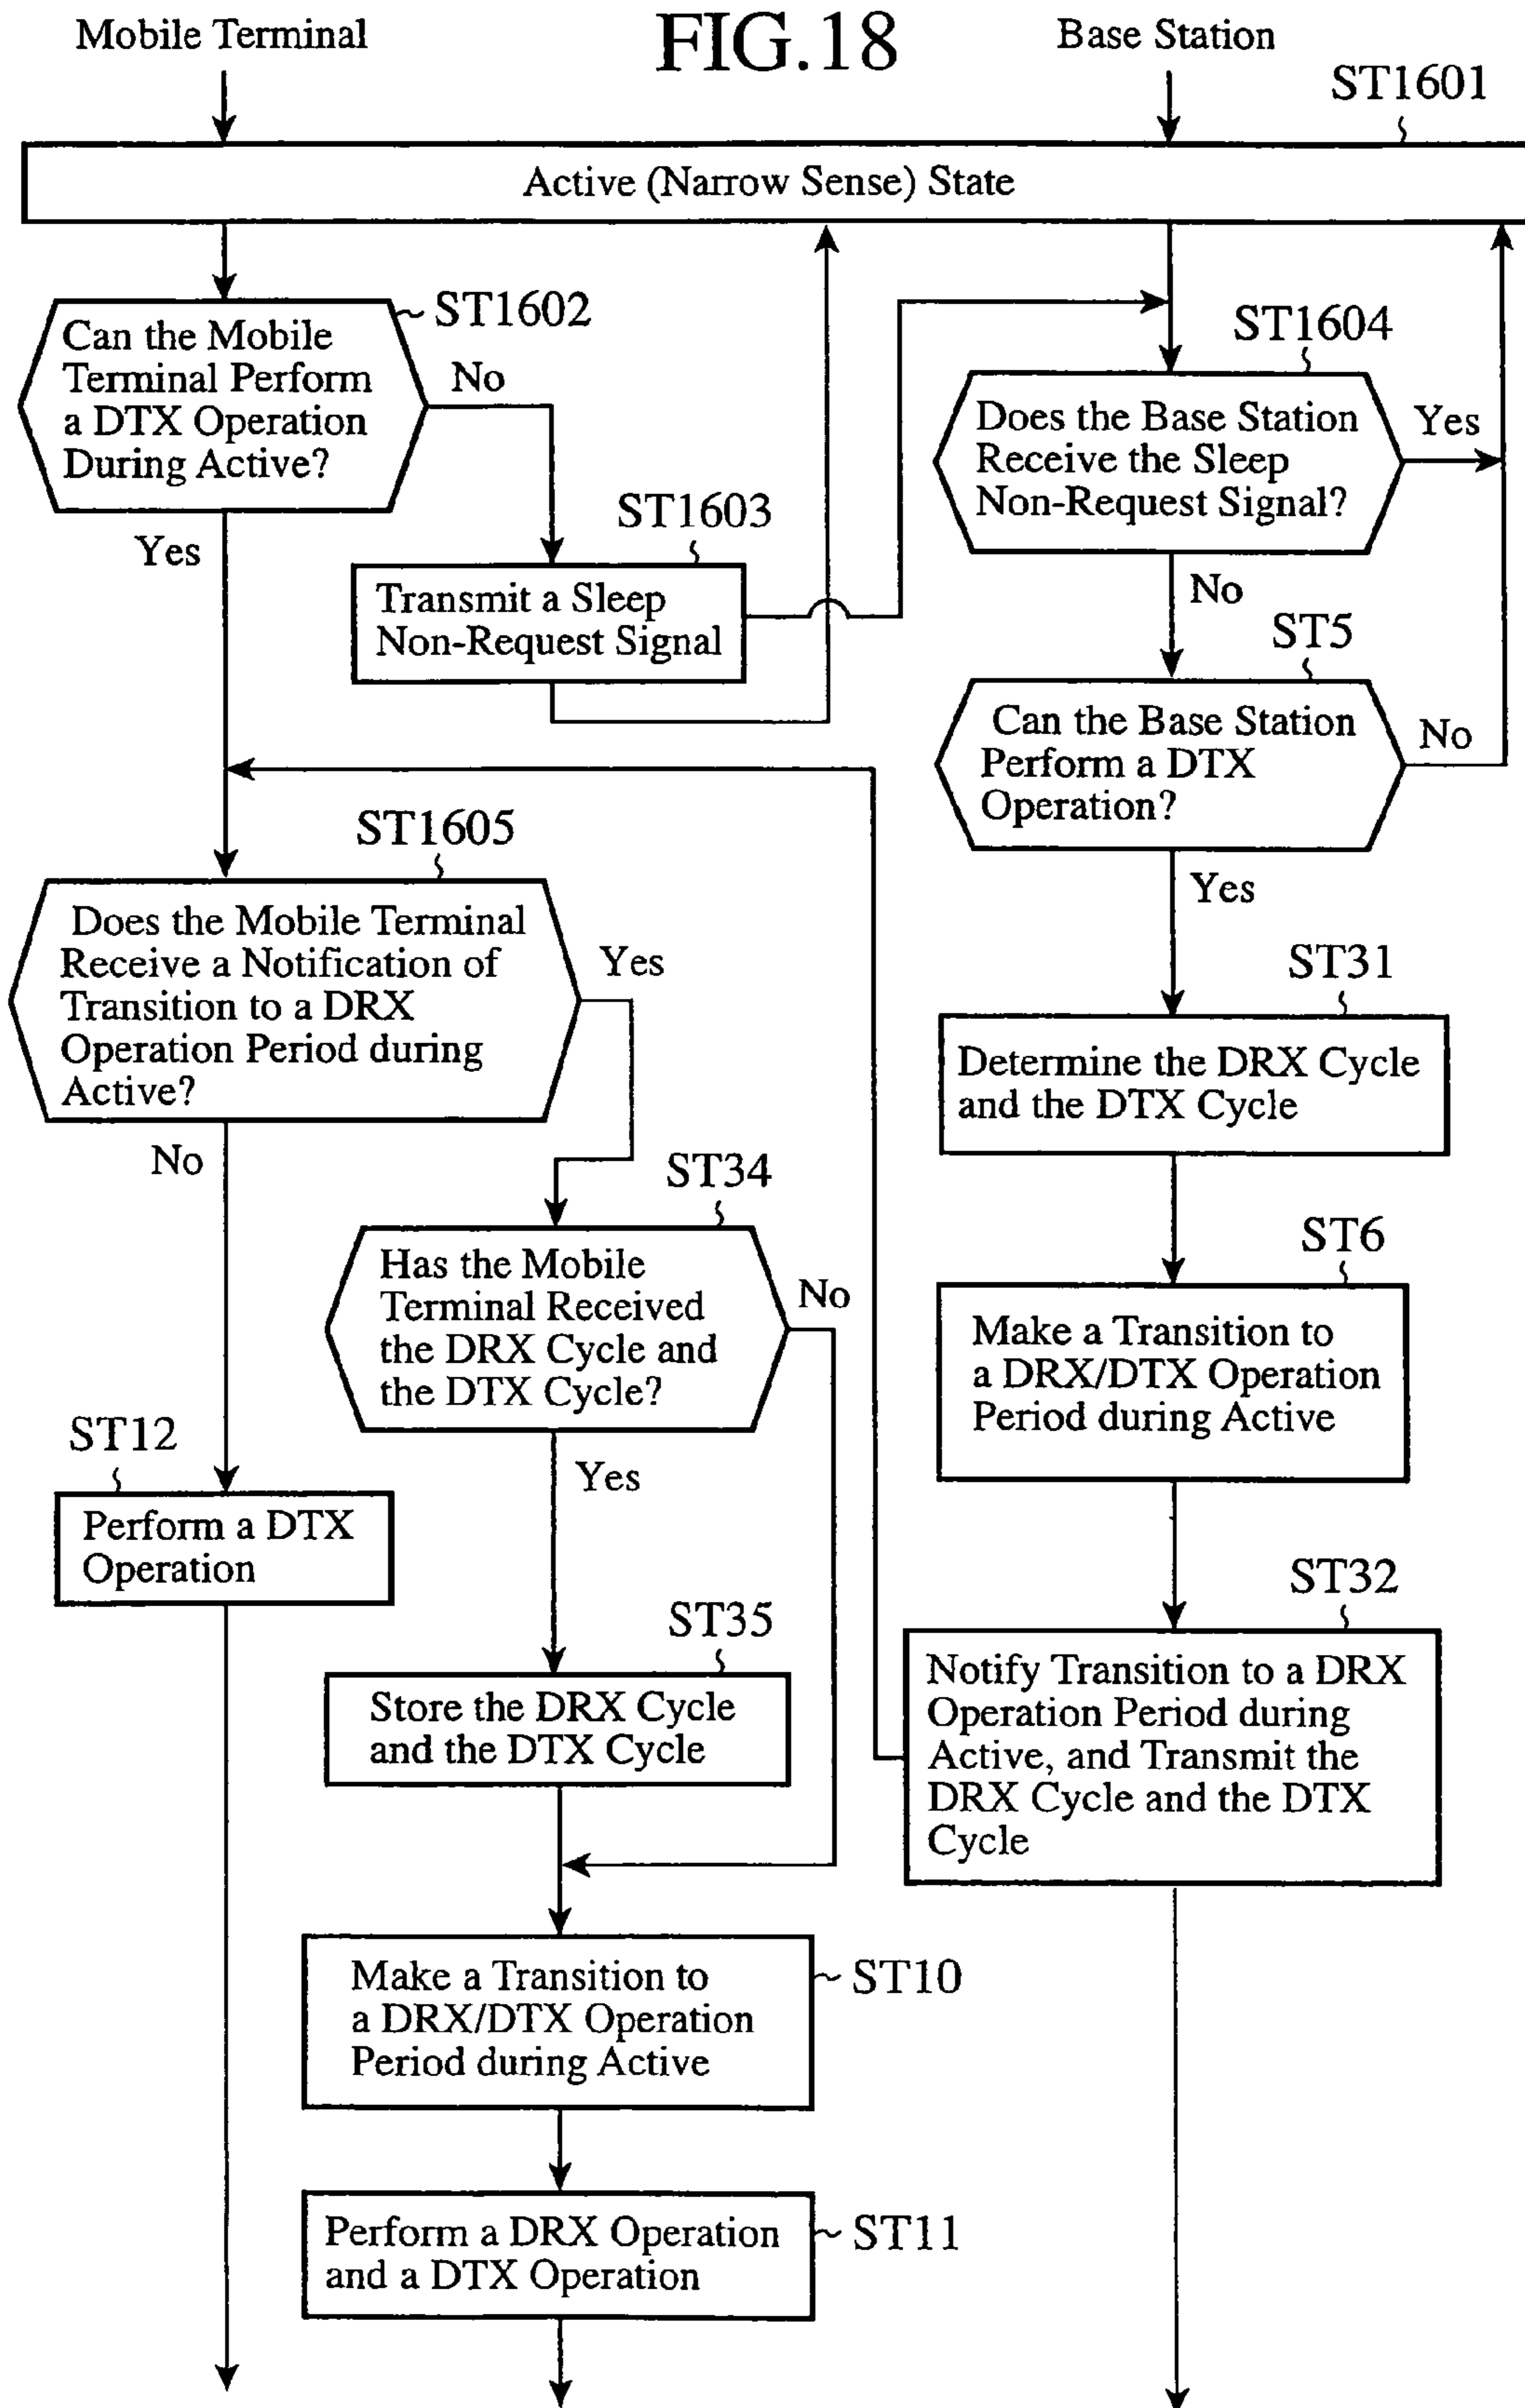 FIG.18
Mobile Terminal
Base Station
ST1601
Active (Narrow Sense) State
ST1602
Can the Mobile
Terminal Perform
a DTX Operation
During Active?
No
Yes
ST1603
Transmit a Sleep
Non-Request Signal
ST1604
Does the Base Station
Receive the Sleep
Non-Request Signal?
Yes
No
ST5
Can the Base Station
Perform a DTX
Operation?
No
Yes
ST1605
Does the Mobile Terminal
Receive a Notification of
Transition to a DRX
Operation Period during
Active?
Yes
No
ST31
Determine the DRX Cycle
and the DTX Cycle
ST34
Has the Mobile
Terminal Received
the DRX Cycle and
the DTX Cycle?
No
Yes
ST6
Make a Transition to
a DRX/DTX Operation
Period during Active
ST12
Perform a DTX
Operation
ST35
Store the DRX Cycle
and the DTX Cycle
ST32
Notify Transition to a DRX
Operation Period during
Active, and Transmit the
DRX Cycle and the DTX
Cycle
ST10
Make a Transition to
a DRX/DTX Operation
Period during Active
ST11
Perform a DRX Operation
and a DTX Operation